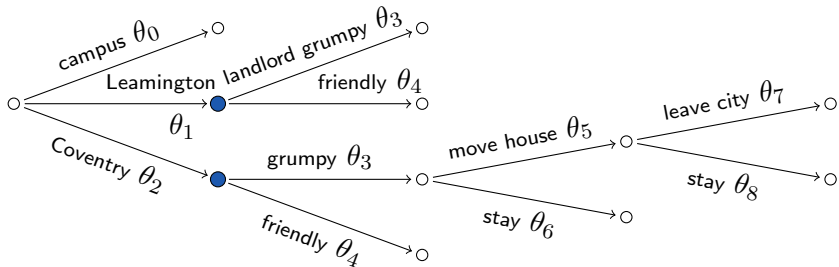 campus θ0
Leamington
θ1
Coventry θ2
landlord grumpy θ3
friendly θ4
grumpy θ3
friendly θ4
move house θ5
stay θ6
leave city θ7
stay θ8